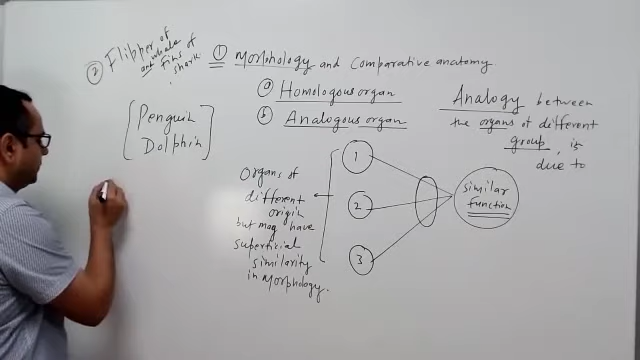 ② Flipper of
whale
and fins of
shark
① Morphology and Comparative anatomy
ⓐ Homologous organ
ⓑ Analogous organ
Penguin
Dolphin
Analogy between
the organs of different
group, is
due to
Organs of
different
origin
but may have
superficial
similarity
in Morphology.
1
2
3
similar
function